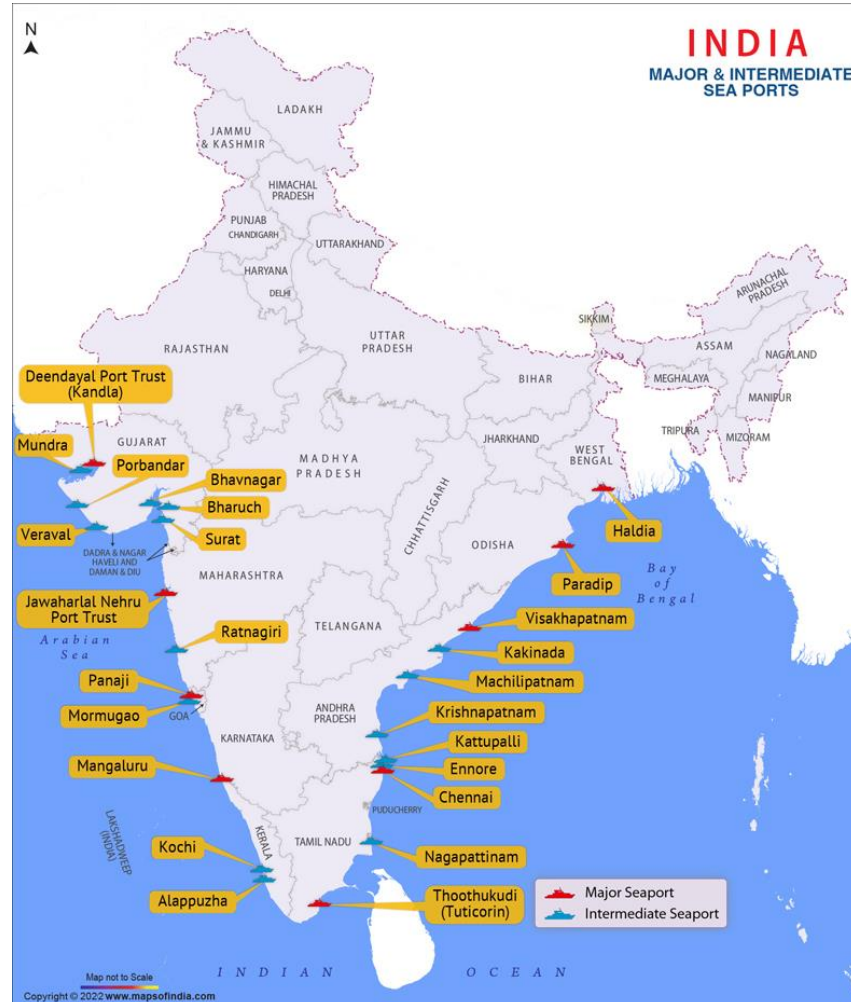 N
INDIA
MAJOR & INTERMEDIATE
SEA PORTS
LADAKH
JAMMU
& KASHMIR
HIMACHAL
PRADESH
PUNJAB
CHANDIGARH
UTTARAKHAND
HARYANA
DELHI
ARUNACHAL
PRADESH
SIKKIM
RAJASTHAN
UTTAR
PRADESH
ASSAM
NAGALAND
BIHAR
MEGHALAYA
MANIPUR
TRIPURA
MIZORAM
Deendayal Port Trust
(Kandla)
GUJARAT
MADHYA
PRADESH
JHARKHAND
WEST
BENGAL
Mundra
Porbandar
Bhavnagar
Bharuch
Surat
Veraval
DADRA & NAGAR
HAVELI AND
DAMAN & DIU
CHHATTISGARH
ODISHA
Haldia
Paradip
Bay
of
Bengal
MAHARASHTRA
Jawaharlal Nehru
Port Trust
Arabian
Sea
Ratnagiri
TELANGANA
Visakhapatnam
Kakinada
Machilipatnam
Panaji
Mormugao
GOA
KARNATAKA
ANDHRA
PRADESH
Krishnapatnam
Kattupalli
Ennore
Chennai
Mangaluru
PUDUCHERRY
LAKSHADWEEP
(INDIA)
KERALA
TAMIL NADU
Kochi
Alappuzha
Nagapattinam
Thoothukudi
(Tuticorin)
Major Seaport
Intermediate Seaport
INDIAN OCEAN
Map not to Scale
Copyright © 2022 www.mapsofindia.com